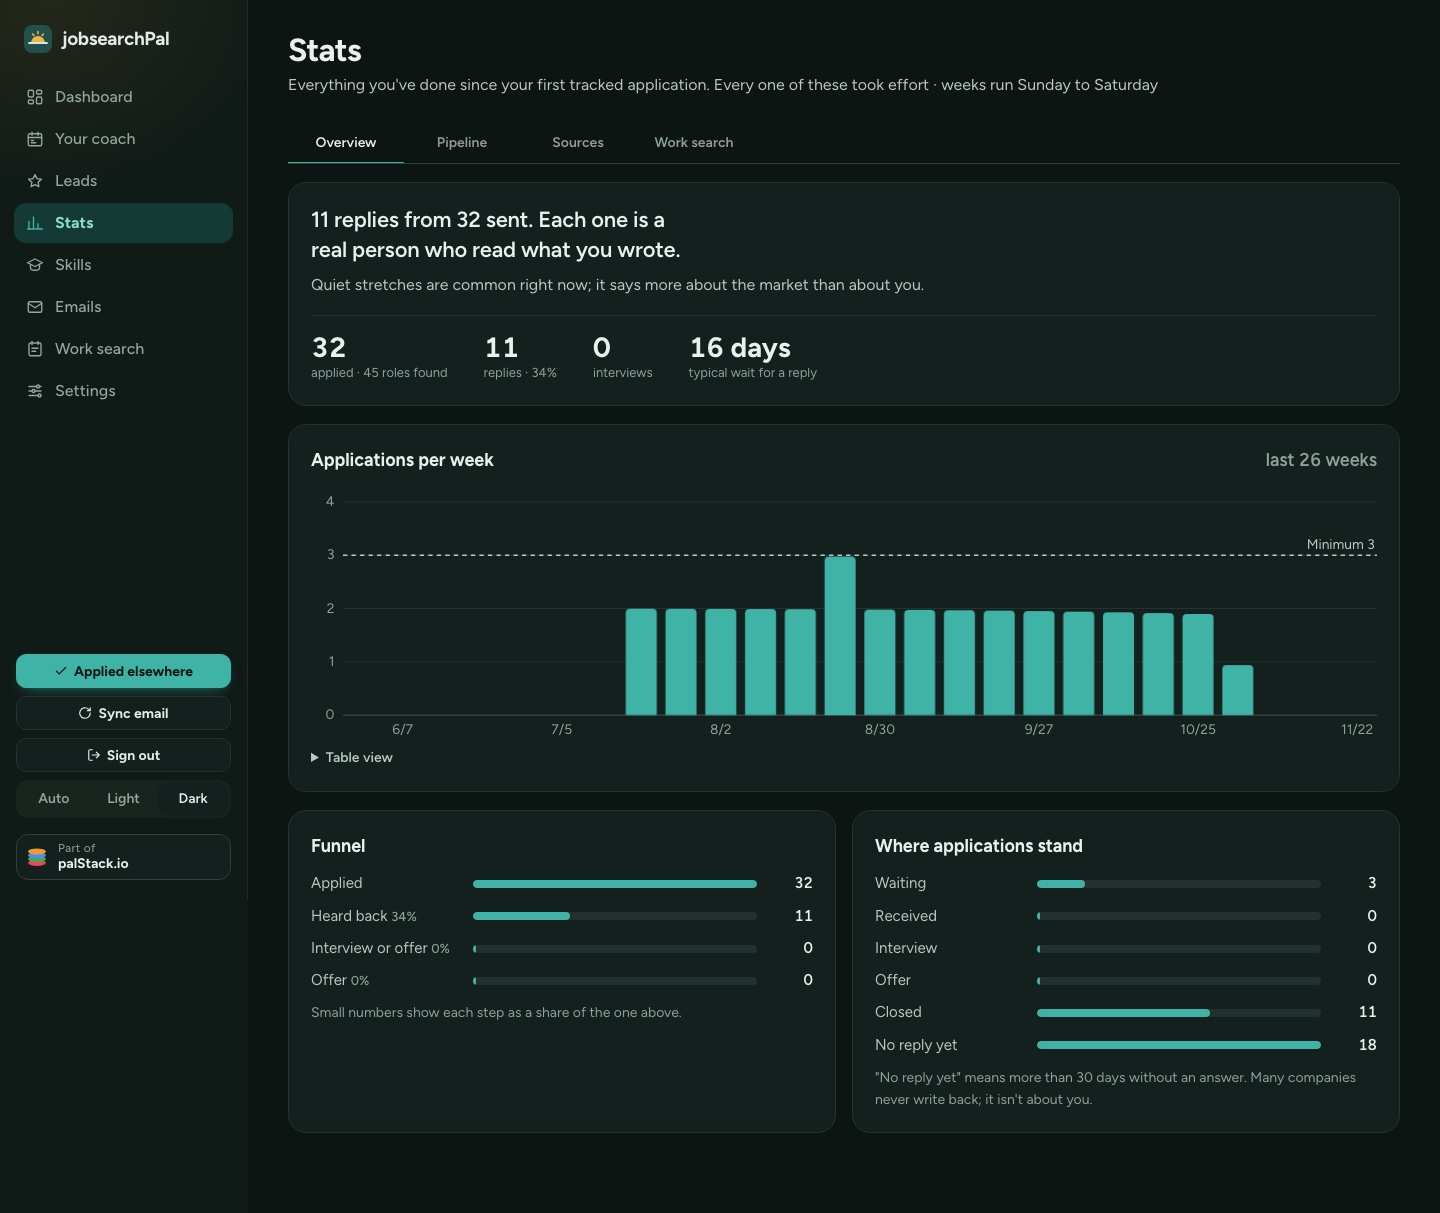 jobsearchPal
Dashboard
Your coach
Leads
Stats
Skills
Emails
Work search
Settings
Applied elsewhere
Sync email
Sign out
Auto Light Dark
Part of
palStack.io
Stats
Everything you've done since your first tracked application. Every one of these took effort · weeks run Sunday to Saturday
Overview Pipeline Sources Work search
11 replies from 32 sent. Each one is a
real person who read what you wrote.
Quiet stretches are common right now; it says more about the market than about you.
32 11 0 16 days
applied · 45 roles found replies · 34% interviews typical wait for a reply
Applications per week last 26 weeks
4
Minimum 3
3
2
1
0
6/7 7/5 8/2 8/30 9/27 10/25 11/22
Table view
Funnel
Applied 32
Heard back 34% 11
Interview or offer 0% 0
Offer 0% 0
Small numbers show each step as a share of the one above.
Where applications stand
Waiting 3
Received 0
Interview 0
Offer 0
Closed 11
No reply yet 18
"No reply yet" means more than 30 days without an answer. Many companies
never write back; it isn't about you.